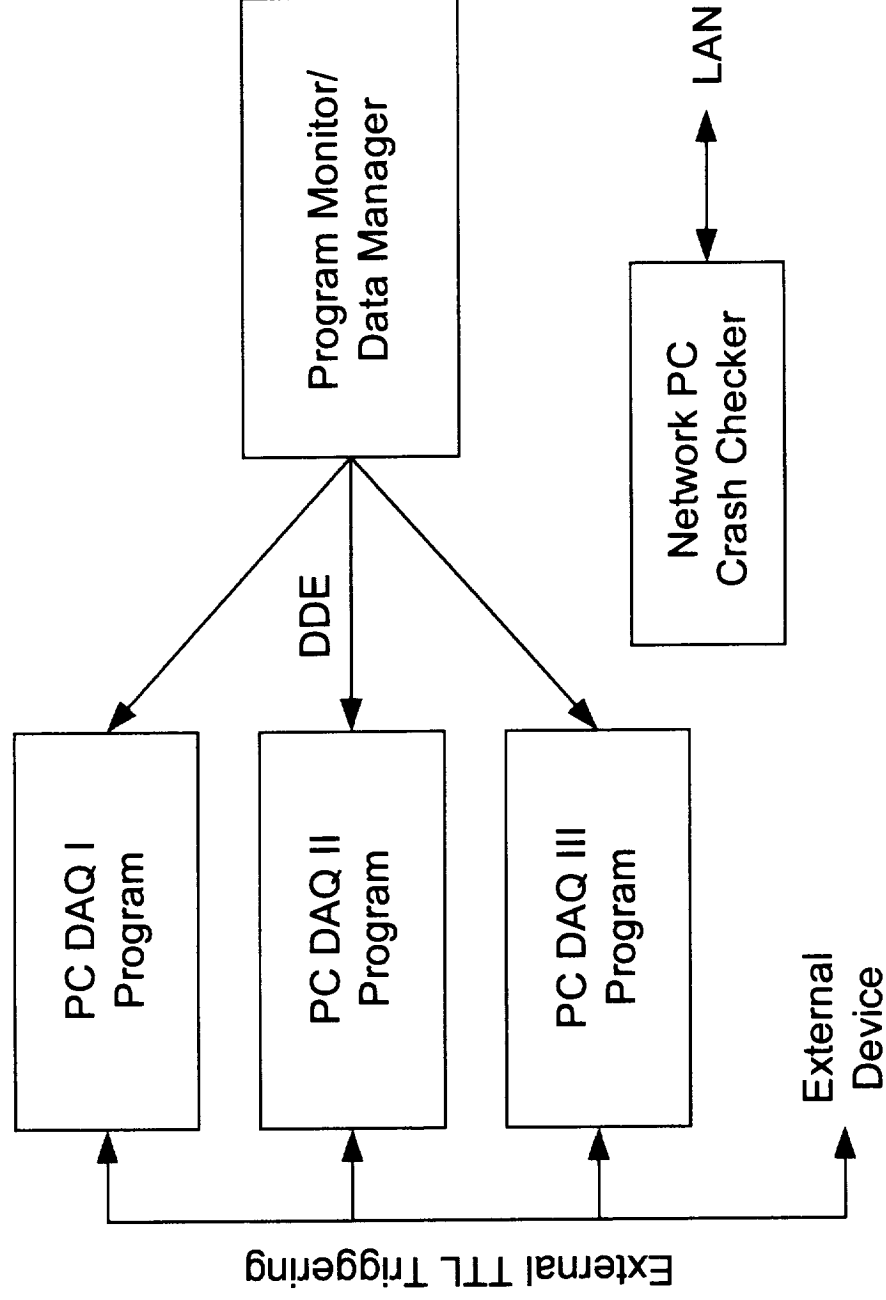 External TTL Triggering
PC DAQ I
Program
PC DAQ II
Program
PC DAQ III
Program
External
Device
DDE
Program Monitor/
Data Manager
Network PC
Crash Checker
LAN